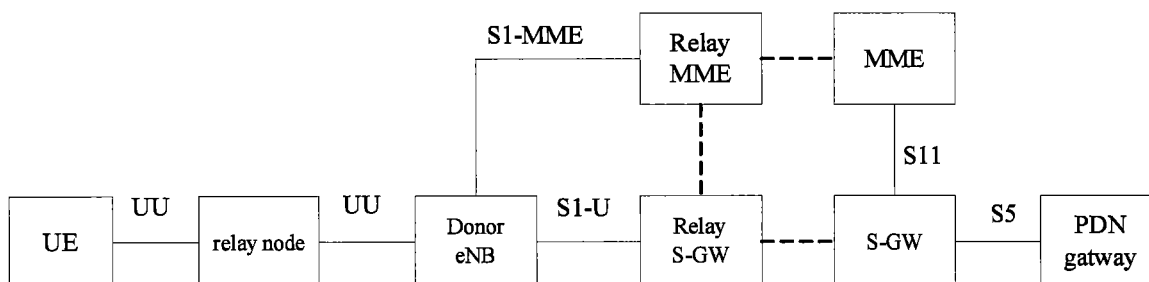 S1-MME
Relay
MME
MME
S11
UE
UU
relay node
UU
Donor
eNB
S1-U
Relay
S-GW
S-GW
S5
PDN
gatway